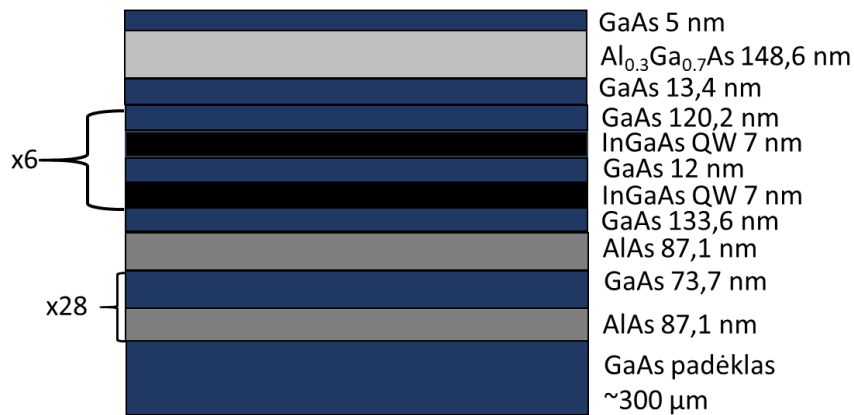 GaAs 5 nm
Al₀.₃Ga₀.₇As 148,6 nm
GaAs 13,4 nm
GaAs 120,2 nm
x6
InGaAs QW 7 nm
GaAs 12 nm
InGaAs QW 7 nm
GaAs 133,6 nm
AlAs 87,1 nm
GaAs 73,7 nm
x28
AlAs 87,1 nm
GaAs padėklas
~300 µm